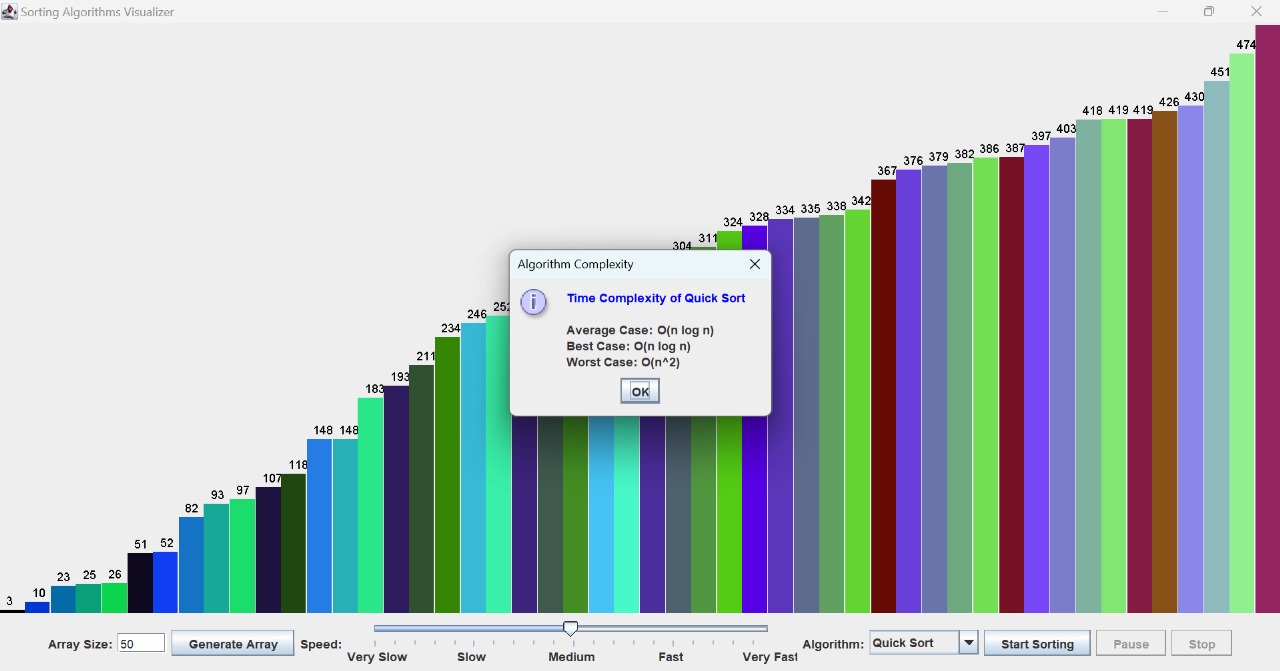 Sorting Algorithms Visualizer
474
451
430
426
418 419 419
403
397
382 386 387
376 379
367
342
334 335 338
328
324
311
304
Algorithm Complexity
Time Complexity of Quick Sort
Average Case: O(n log n)
Best Case: O(n log n)
Worst Case: O(n^2)
OK
252
246
234
211
193
183
148 148
118
107
97
93
82
51 52
23 25 26
10
3
Array Size: 50 Generate Array Speed: Very Slow Slow Medium Fast Very Fast Algorithm: Quick Sort Start Sorting Pause Stop